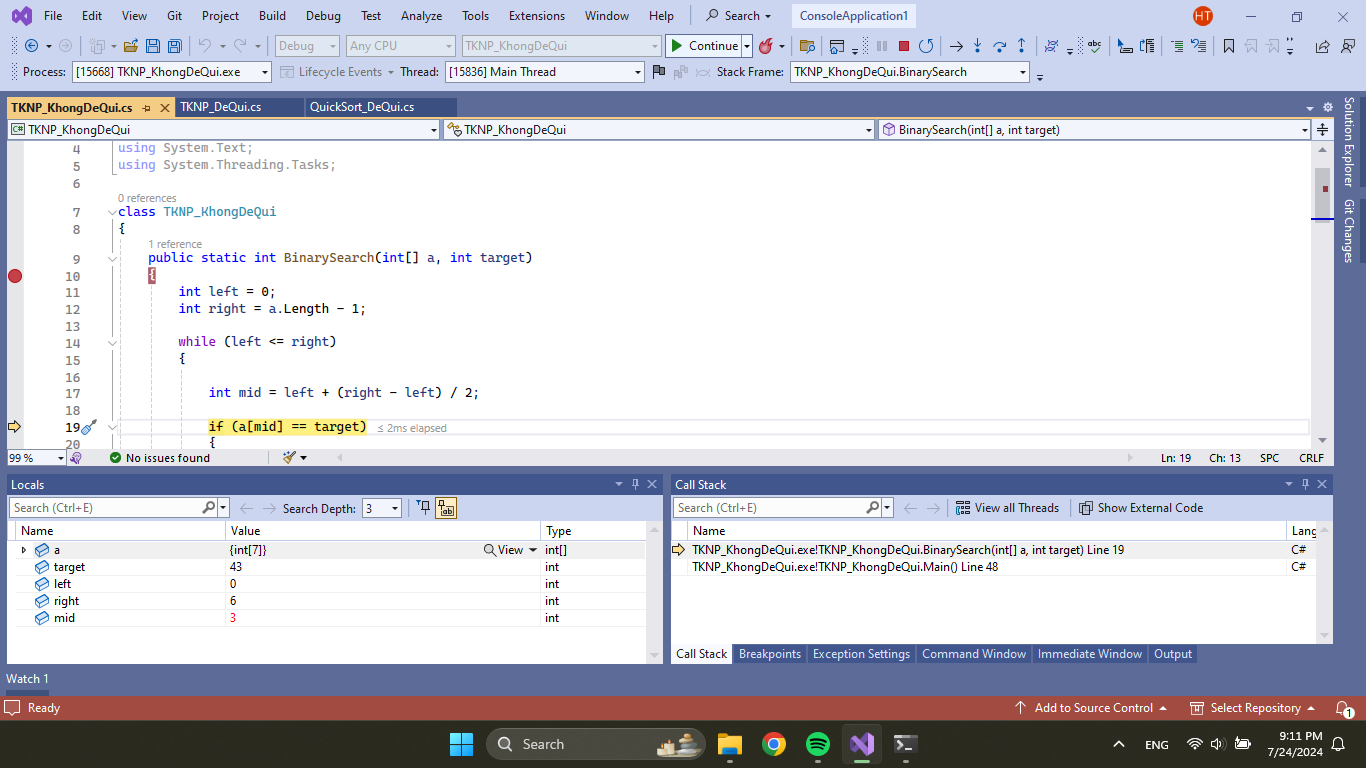 File Edit View Git Project Build Debug Test Analyze Tools Extensions Window Help Search ConsoleApplication1 HT
Debug Any CPU TKNP_KhongDeQui Continue abc
Process: [15668] TKNP_KhongDeQui.exe Lifecycle Events Thread: [15836] Main Thread Stack Frame: TKNP_KhongDeQui.BinarySearch
TKNP_KhongDeQui.cs TKNP_DeQui.cs QuickSort_DeQui.cs
C# TKNP_KhongDeQui TKNP_KhongDeQui BinarySearch(int[] a, int target)
Solution Explorer
Git Changes
4 using System.Text;
5 using System.Threading.Tasks;
6
0 references
7 class TKNP_KhongDeQui
8 {
1 reference
9 public static int BinarySearch(int[] a, int target)
10 {
11 int left = 0;
12 int right = a.Length - 1;
13
14 while (left <= right)
15 {
16
17 int mid = left + (right - left) / 2;
18
19 if (a[mid] == target) ≤ 2ms elapsed
20 {
99 % No issues found Ln: 19 Ch: 13 SPC CRLF
Locals
Search (Ctrl+E) Search Depth: 3
Name Value Type
a {int[7]} View int[]
target 43 int
left 0 int
right 6 int
mid 3 int
Call Stack
Search (Ctrl+E) View all Threads Show External Code
Name Lang
TKNP_KhongDeQui.exe!TKNP_KhongDeQui.BinarySearch(int[] a, int target) Line 19 C#
TKNP_KhongDeQui.exe!TKNP_KhongDeQui.Main() Line 48 C#
Call Stack Breakpoints Exception Settings Command Window Immediate Window Output
Watch 1
Ready Add to Source Control Select Repository 1
Search ENG 9:11 PM
7/24/2024